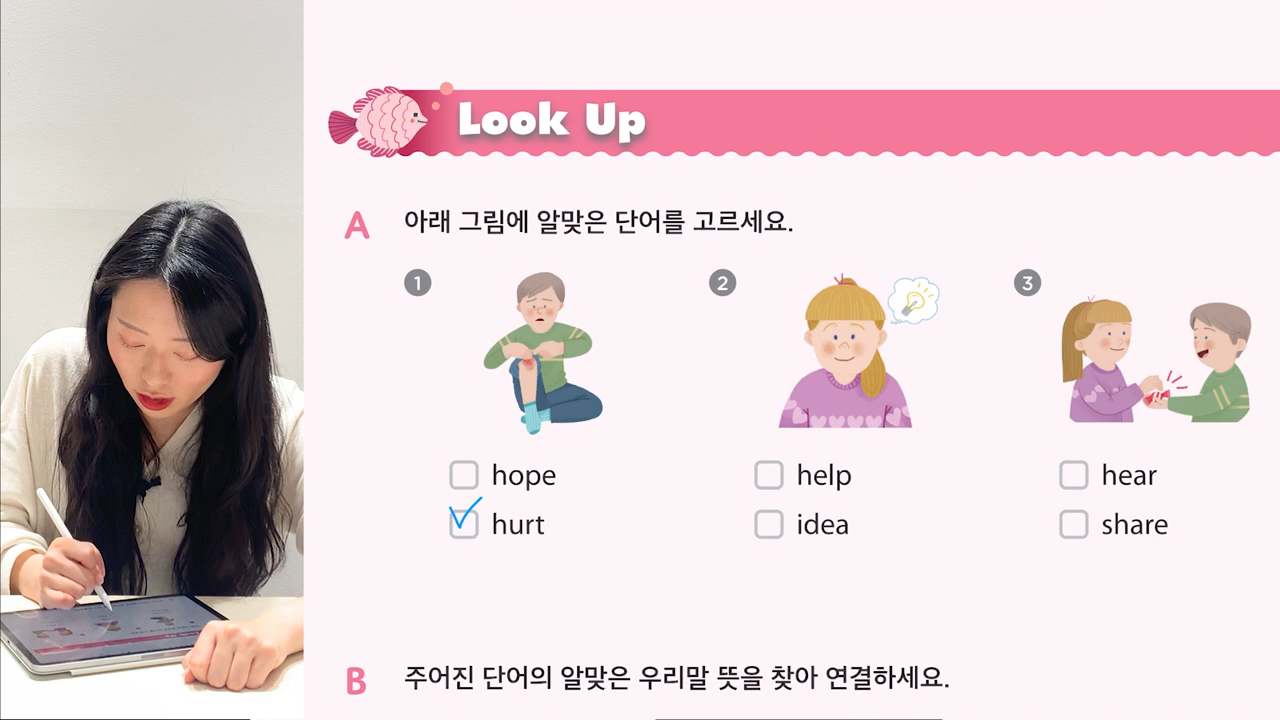 Look Up
A 아래 그림에 알맞은 단어를 고르세요.
1 2 3
hope help hear
hurt idea share
B 주어진 단어의 알맞은 우리말 뜻을 찾아 연결하세요.